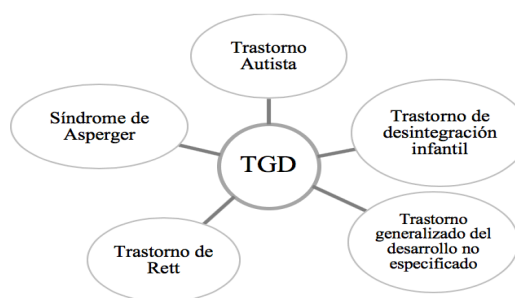 Trastorno
Autista
Síndrome de
Asperger
Trastorno de
desintegración
infantil
TGD
Trastorno
generalizado del
desarrollo no
especificado
Trastorno de
Rett